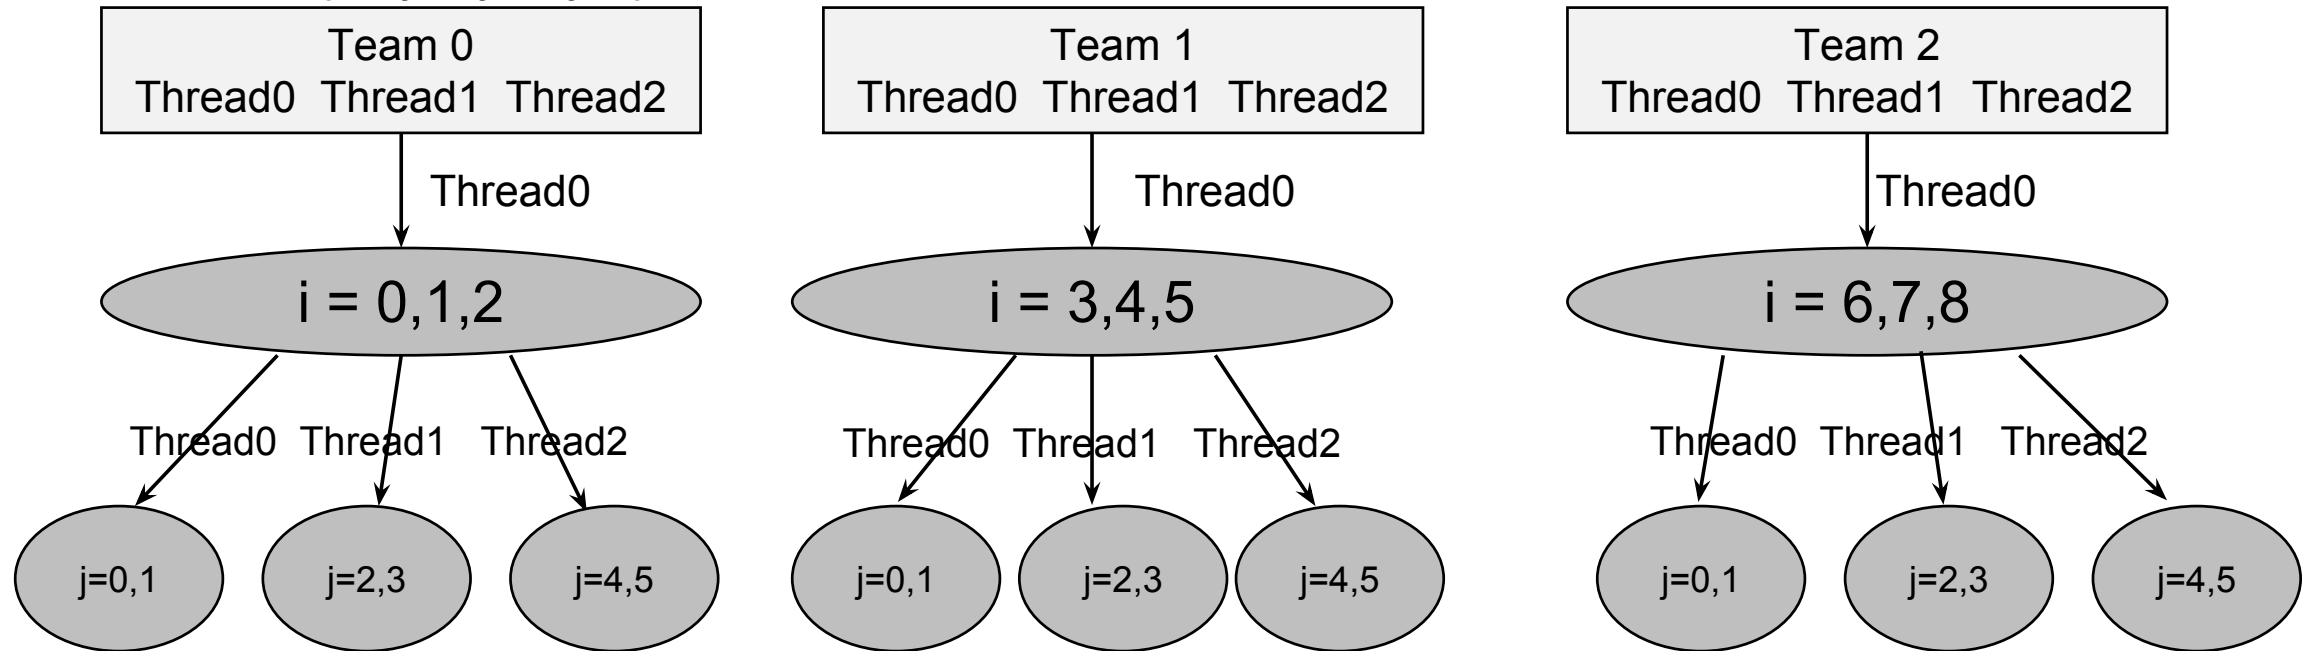 Team 0
Thread0 Thread1 Thread2
Team 1
Thread0 Thread1 Thread2
Team 2
Thread0 Thread1 Thread2
Thread0
Thread0
Thread0
i = 0,1,2
i = 3,4,5
i = 6,7,8
Thread0 Thread1 Thread2
Thread0 Thread1 Thread2
Thread0 Thread1 Thread2
j=0,1
j=2,3
j=4,5
j=0,1
j=2,3
j=4,5
j=0,1
j=2,3
j=4,5